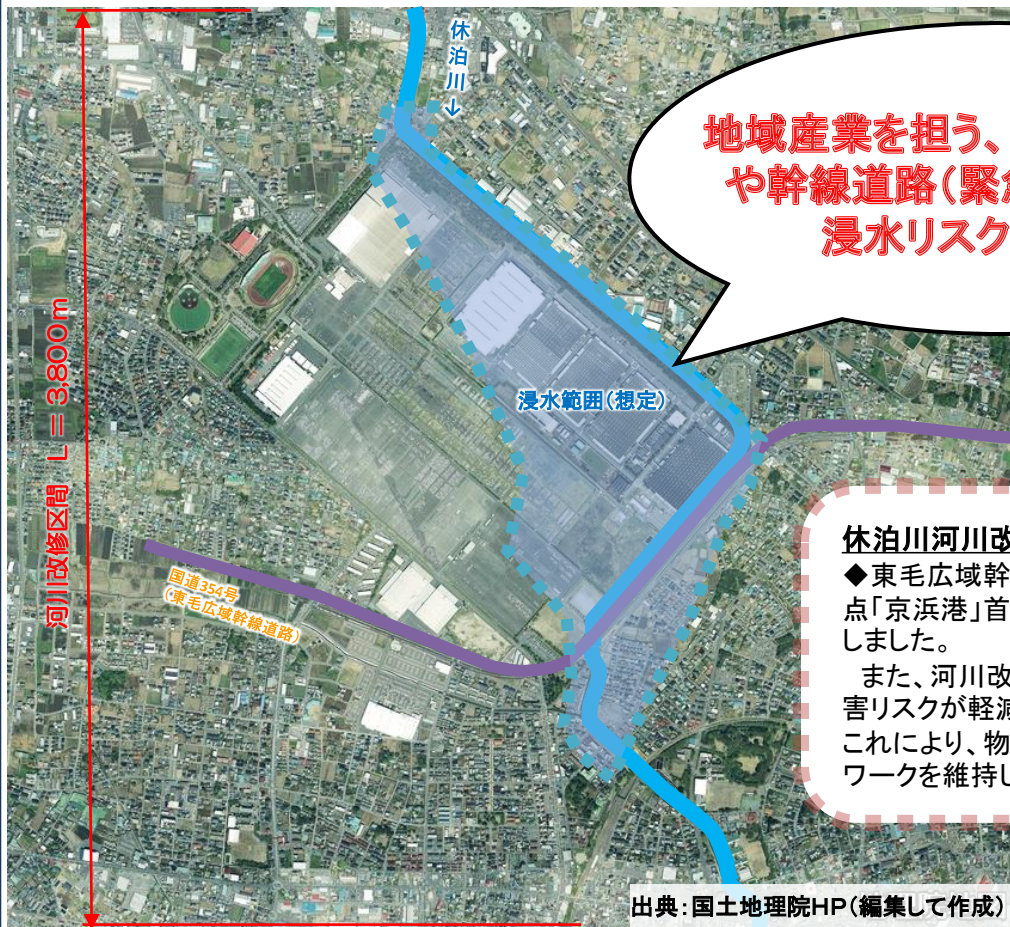 休泊川↓
地域産業を担う、
や幹線道路(緊急
浸水リスク
浸水範囲(想定)
河川改修区間　L＝3,800m
国道354号
(東毛広域幹線道路)
休泊川河川改
◆東毛広域幹
点「京浜港」首
しました。
また、河川改
害リスクが軽減
これにより、物
ワークを維持し
出典:国土地理院HP(編集して作成)